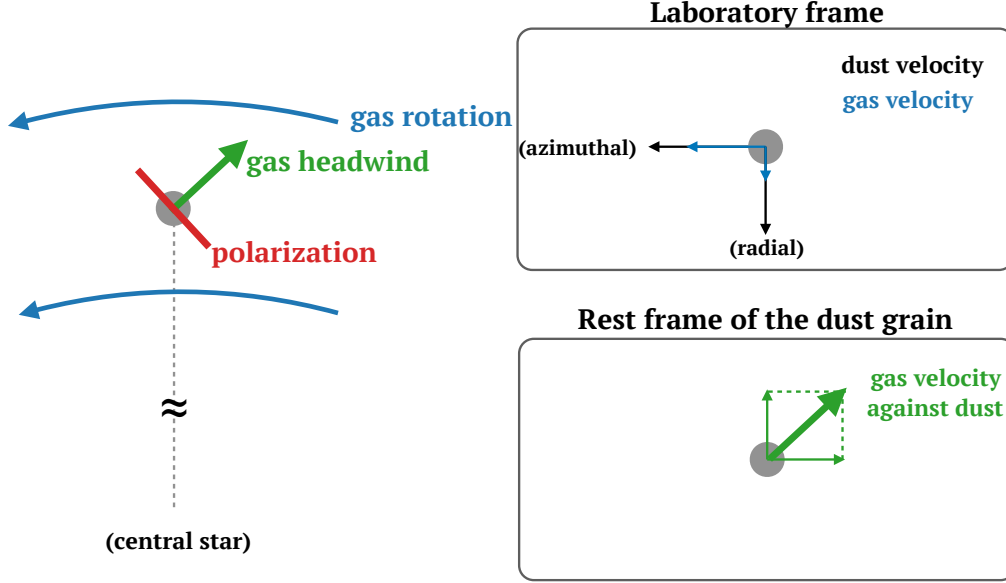 gas rotation
gas headwind
polarization
≈
(central star)
Laboratory frame
dust velocity
gas velocity
(azimuthal)
(radial)
Rest frame of the dust grain
gas velocity
against dust